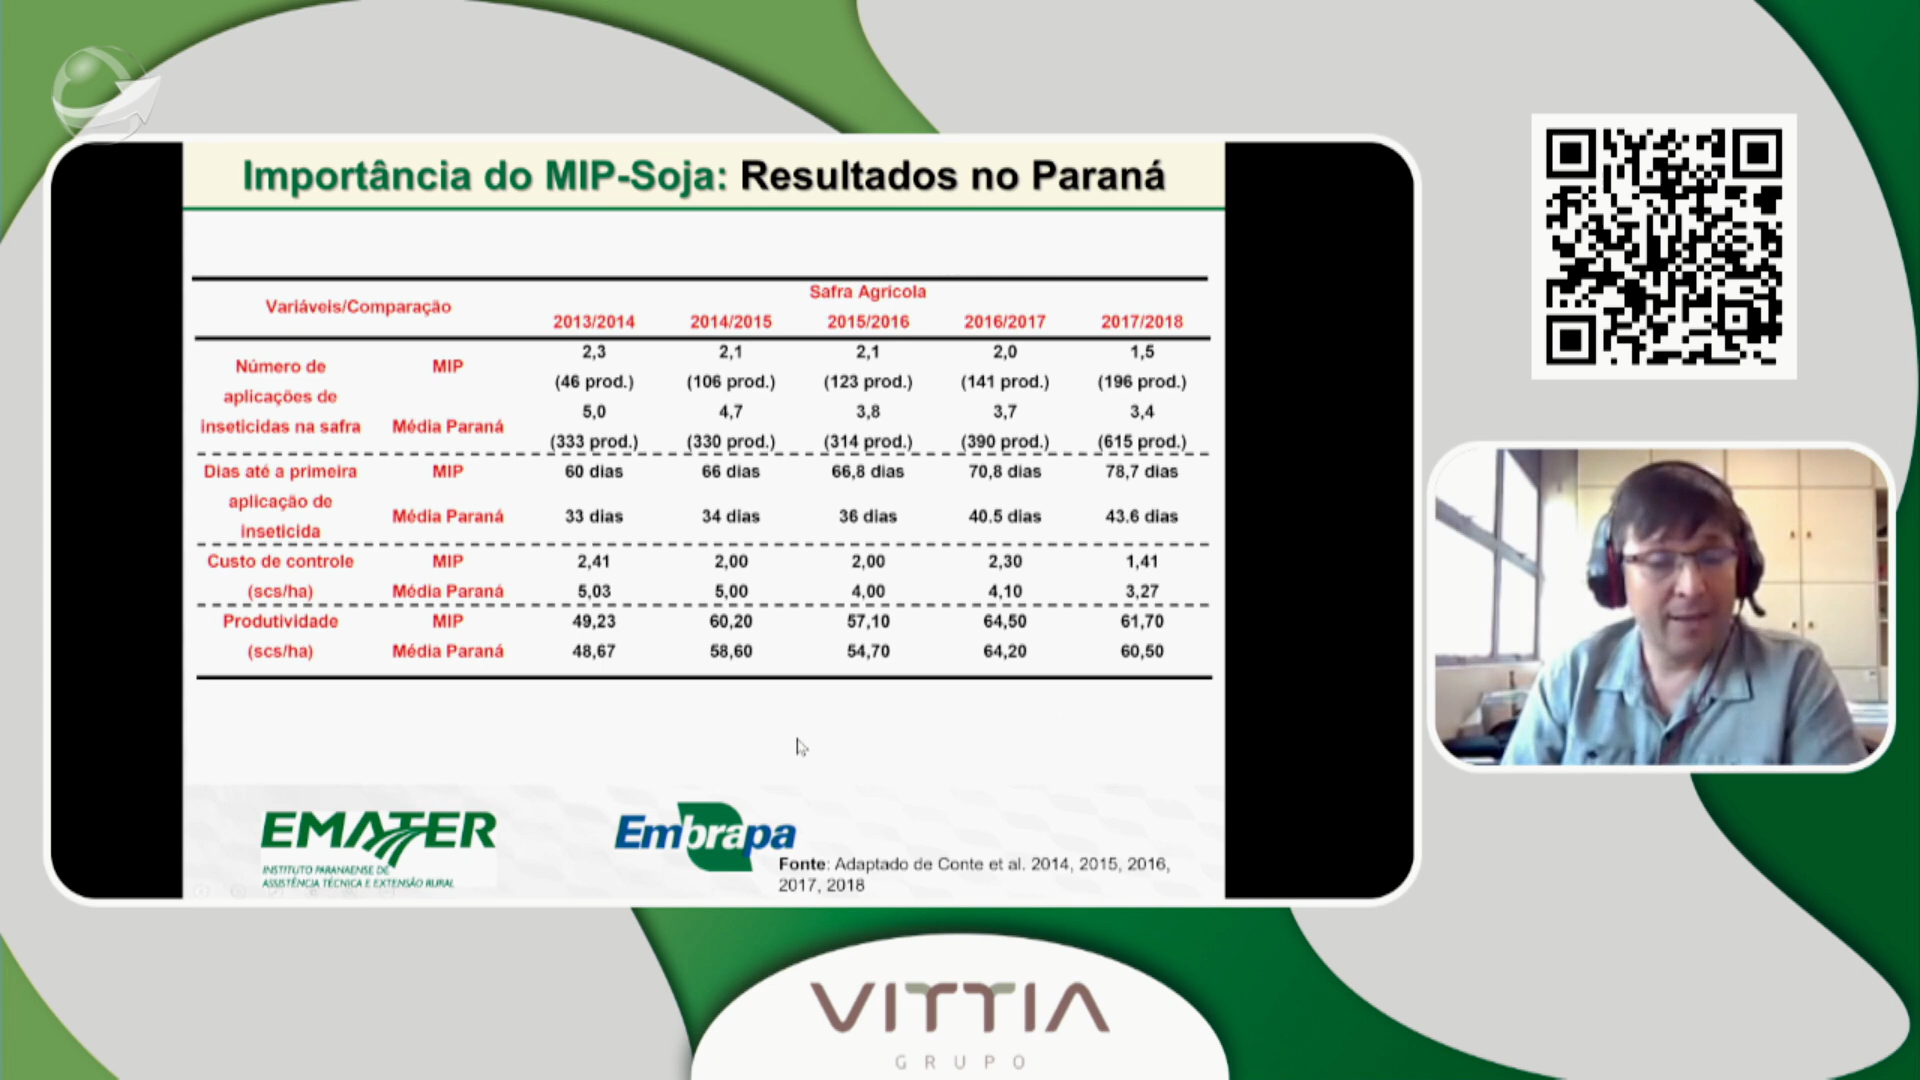 Importância do MIP-Soja: Resultados no Paraná
Variáveis/Comparação
Safra Agrícola
2013/2014 2014/2015 2015/2016 2016/2017 2017/2018
Número de aplicações de inseticidas na safra
MIP
2,3 2,1 2,1 2,0 1,5
(46 prod.) (106 prod.) (123 prod.) (141 prod.) (196 prod.)
Média Paraná
5,0 4,7 3,8 3,7 3,4
(333 prod.) (330 prod.) (314 prod.) (390 prod.) (615 prod.)
Dias até a primeira aplicação de inseticida
MIP 60 dias 66 dias 66,8 dias 70,8 dias 78,7 dias
Média Paraná 33 dias 34 dias 36 dias 40.5 dias 43.6 dias
Custo de controle (scs/ha)
MIP 2,41 2,00 2,00 2,30 1,41
Média Paraná 5,03 5,00 4,00 4,10 3,27
Produtividade (scs/ha)
MIP 49,23 60,20 57,10 64,50 61,70
Média Paraná 48,67 58,60 54,70 64,20 60,50
EMATER
INSTITUTO PARANAENSE DE
ASSISTÊNCIA TÉCNICA E EXTENSÃO RURAL
Embrapa
Fonte: Adaptado de Conte et al. 2014, 2015, 2016,
2017, 2018
VITTIA
GRUPO